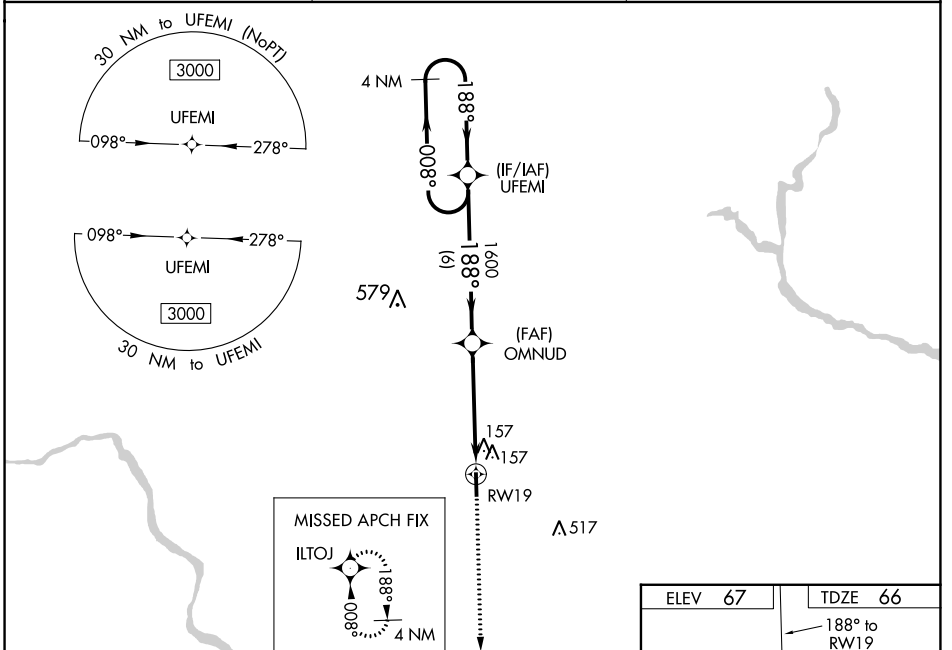 30 NM to UFEMI (NoPT)
3000
UFEMI
098°
278°
098°
278°
UFEMI
3000
30 NM to UFEMI
4 NM
188°
008°
(IF/IAF)
UFEMI
1600
188°
(6)
579
(FAF)
OMNUD
157
157
RW19
517
MISSED APCH FIX
ILTOJ
188°
008°
4 NM
ELEV 67
TDZE 66
188° to
RW19